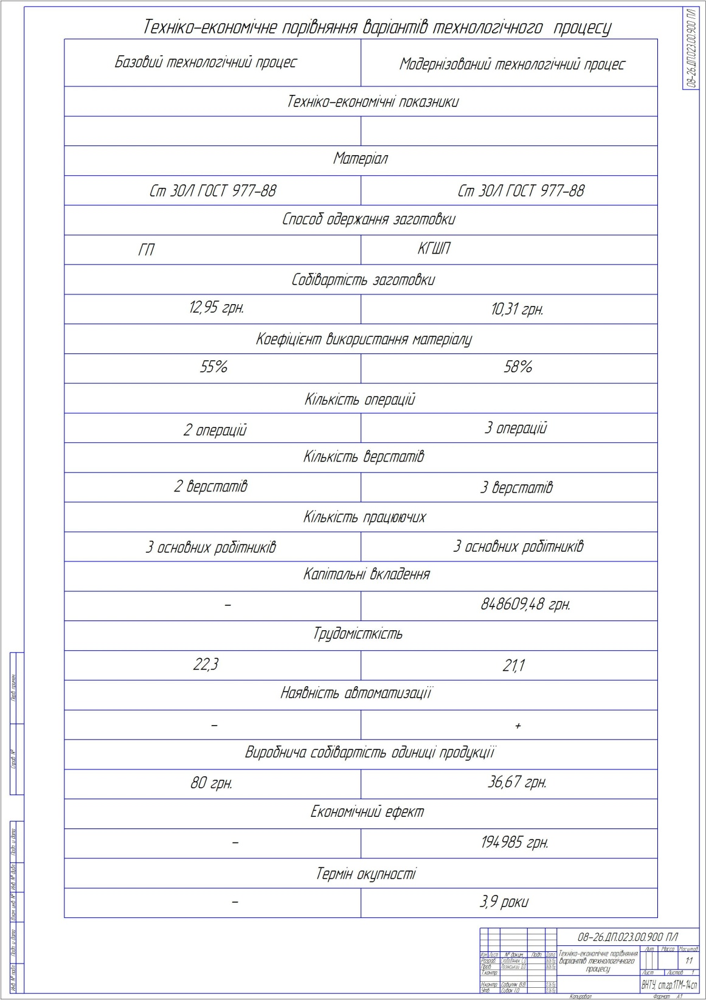 08-26.ДП.023.00.900 ПЛ
Техніко-економічне порівняння варіантів технологічного процесу
Базовий технологічний процес
Модернізований технологічний процес
Техніко-економічні показники
Матеріал
Ст 30Л ГОСТ 977-88
Ст 30Л ГОСТ 977-88
Спосіб одержання заготовки
ГП
КГШП
Собівартість заготовки
12,95 грн.
10,31 грн.
Коефіцієнт використання матеріалу
55%
58%
Кількість операцій
2 операцій
3 операцій
Кількість верстатів
2 верстатів
3 верстатів
Кількість працюючих
3 основних робітників
3 основних робітників
Капітальні вкладення
-
848609,48 грн.
Трудомісткість
22,3
21,1
Наявність автоматизації
-
+
Виробнича собівартість одиниці продукції
80 грн.
36,67 грн.
Економічний ефект
-
194985 грн.
Термін окупності
-
3,9 роки
Перв. примен.
Справ. №
Подп. и дата
Инв. № дубл.
Взам. инв. №
Подп. и дата
Инв. № подл.
08-26.ДП.023.00.900 ПЛ
Изм. Лист № докум. Подп. Дата
Разраб.
Пров.
Т.контр.
Н.контр. Савуляк В.В.
Утв. Сивак І.О.
Техніко-економічне порівняння
варіантів технологічного
процесу
Лит. Масса Масштаб
1:1
Лист Листов 1
ВНТУ, ст.гр.1ТМ-14сп
Копировал Формат А1